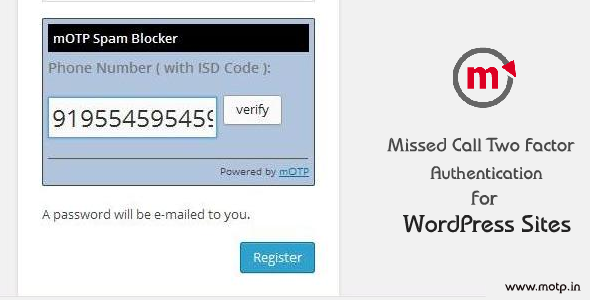 mOTP Spam Blocker
Phone Number ( with ISD Code ):
919554595459
verify
Powered by mOTP
A password will be e-mailed to you.
Register
m
Missed Call Two Factor
Authentication
for
WordPress Sites
www.motp.in